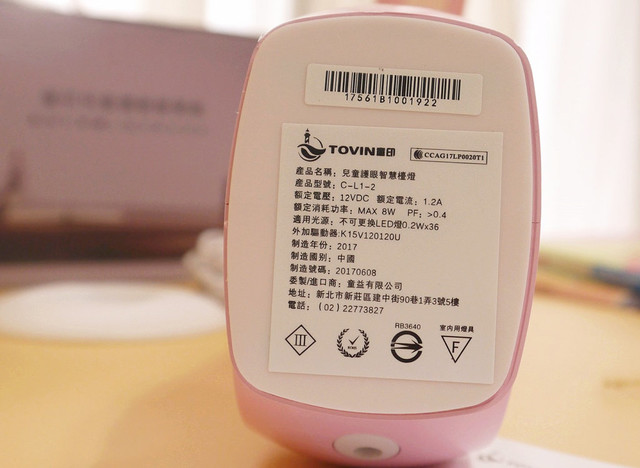 17561B1001922
TOVIN童印
CCAG17LP0020T1
產品名稱：兒童護眼智慧檯燈
產品型號：C-L1-2
額定電壓：12VDC 額定電流：1.2A
額定消耗功率：MAX 8W PF：>0.4
適用光源：不可更換LED燈0.2Wx36
外加驅動器:K15V120120U
制造年份：2017
制造國別：中國
制造號碼：20170608
委製/進口商：童益有限公司
地址：新北市新莊區建中街90巷1弄3號5樓
電話：(02)22773827
RB3640
室内用燈具
III
F